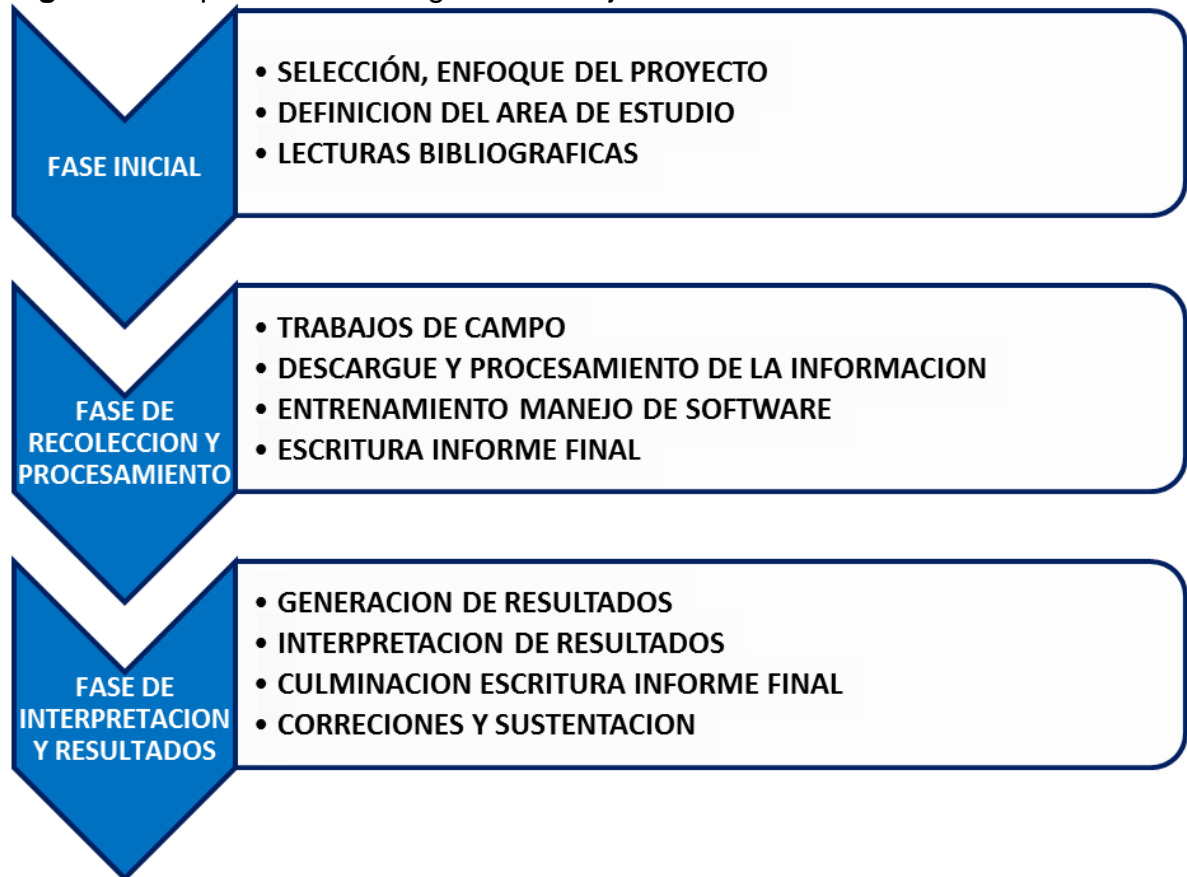 FASE INICIAL
• SELECCIÓN, ENFOQUE DEL PROYECTO
• DEFINICION DEL AREA DE ESTUDIO
• LECTURAS BIBLIOGRAFICAS
FASE DE
RECOLECCION Y
PROCESAMIENTO
• TRABAJOS DE CAMPO
• DESCARGUE Y PROCESAMIENTO DE LA INFORMACION
• ENTRENAMIENTO MANEJO DE SOFTWARE
• ESCRITURA INFORME FINAL
FASE DE
INTERPRETACION
Y RESULTADOS
• GENERACION DE RESULTADOS
• INTERPRETACION DE RESULTADOS
• CULMINACION ESCRITURA INFORME FINAL
• CORRECIONES Y SUSTENTACION